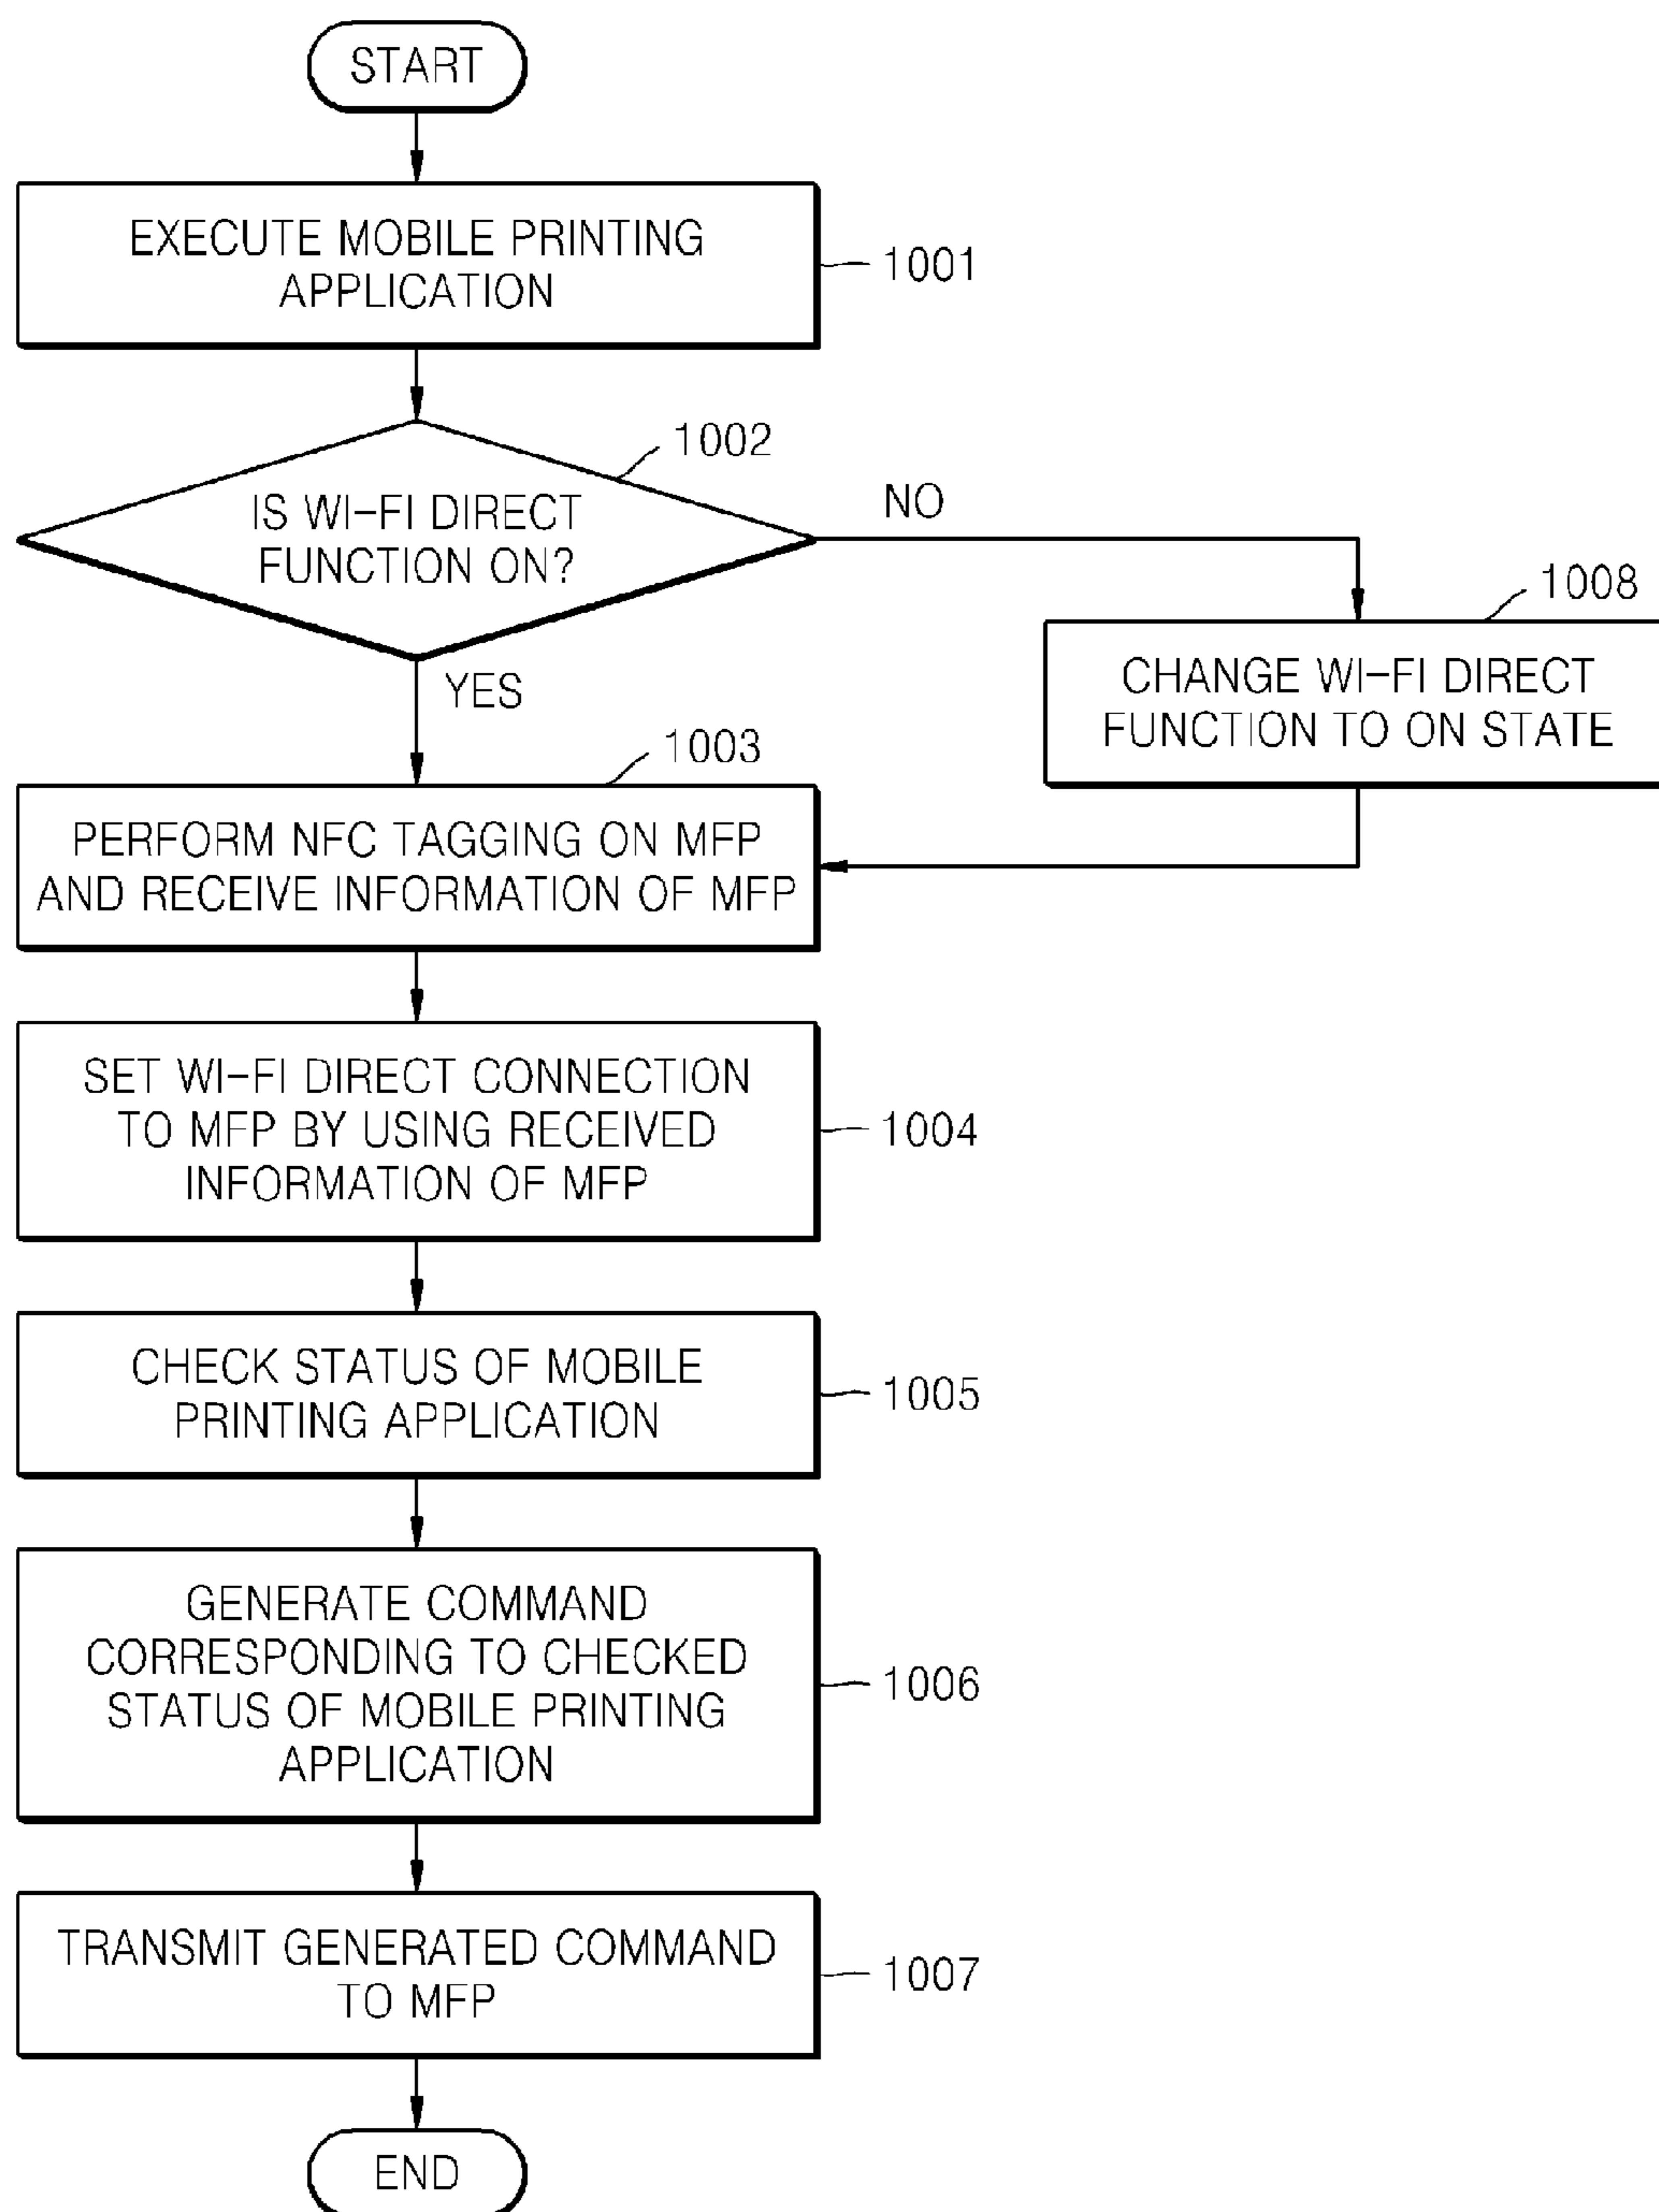 START
EXECUTE MOBILE PRINTING
APPLICATION
1001
1002
IS WI-FI DIRECT
FUNCTION ON?
NO
YES
1008
CHANGE WI-FI DIRECT
FUNCTION TO ON STATE
1003
PERFORM NFC TAGGING ON MFP
AND RECEIVE INFORMATION OF MFP
SET WI-FI DIRECT CONNECTION
TO MFP BY USING RECEIVED
INFORMATION OF MFP
1004
CHECK STATUS OF MOBILE
PRINTING APPLICATION
1005
GENERATE COMMAND
CORRESPONDING TO CHECKED
STATUS OF MOBILE PRINTING
APPLICATION
1006
TRANSMIT GENERATED COMMAND
TO MFP
1007
END